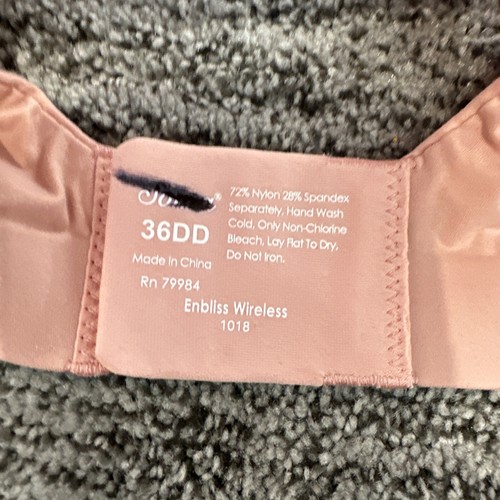 ®
36DD
Made In China
Rn 79984
72% Nylon 28% Spandex
Separately, Hand Wash
Cold, Only Non-Chlorine
Bleach, Lay Flat To Dry,
Do Not Iron.
Enbliss Wireless
1018